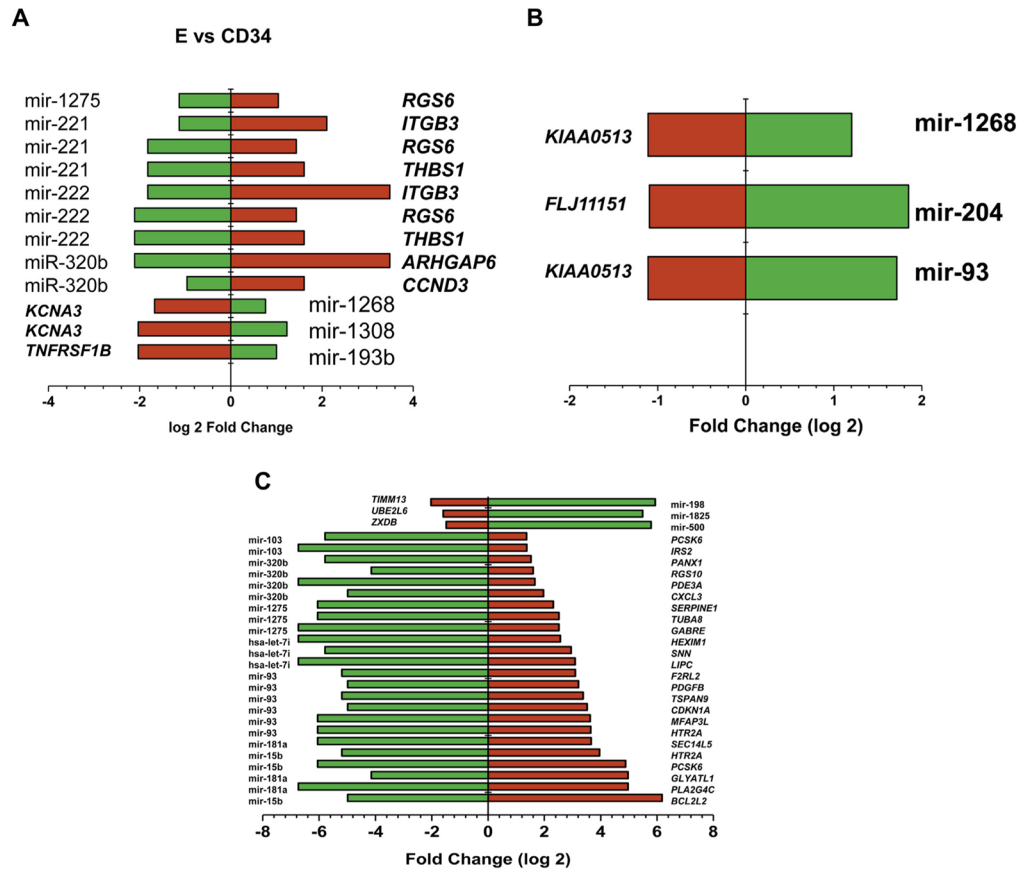 A
E vs CD34
mir-1275 RGS6
mir-221 ITGB3
mir-221 RGS6
mir-221 THBS1
mir-222 ITGB3
mir-222 RGS6
mir-222 THBS1
miR-320b ARHGAP6
miR-320b CCND3
KCNA3 mir-1268
KCNA3 mir-1308
TNFRSF1B mir-193b
-4 -2 0 2 4
log 2 Fold Change
B
KIAA0513 mir-1268
FLJ11151 mir-204
KIAA0513 mir-93
-2 -1 0 1 2
Fold Change (log 2)
C
TIMM13 mir-198
UBE2L6 mir-1825
ZXDB mir-500
mir-103 PCSK6
mir-103 IRS2
mir-320b PANX1
mir-320b RGS10
mir-320b PDE3A
mir-320b CXCL3
mir-1275 SERPINE1
mir-1275 TUBA8
mir-1275 GABRE
hsa-let-7i HEXIM1
hsa-let-7i SNN
hsa-let-7i LIPC
mir-93 F2RL2
mir-93 PDGFB
mir-93 TSPAN9
mir-93 CDKN1A
mir-93 MFAP3L
mir-93 HTR2A
mir-181a SEC14L5
mir-15b HTR2A
mir-15b PCSK6
mir-181a GLYATL1
mir-181a PLA2G4C
mir-15b BCL2L2
-8 -6 -4 -2 0 2 4 6 8
Fold Change (log 2)